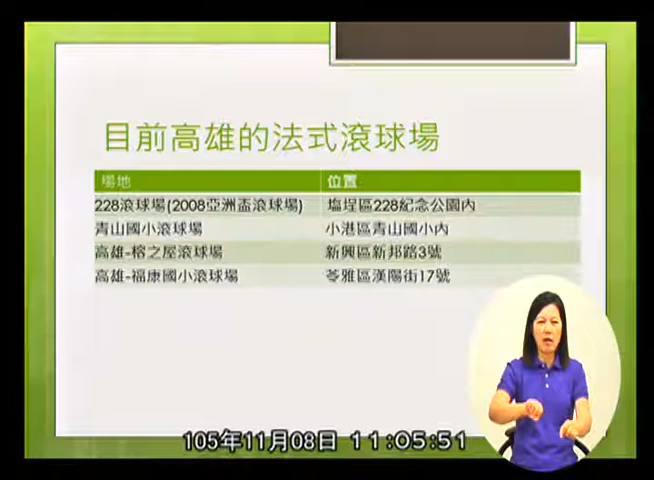 目前高雄的法式滾球場
場地 位置
228滾球場(2008亞洲盃滾球場) 塩埕區228紀念公園內
青山國小滾球場 小港區青山國小內
高雄-榕之屋滾球場 新興區新邦路3號
高雄-福康國小滾球場 苓雅區漢陽街17號
105年11月08日 11:05:51